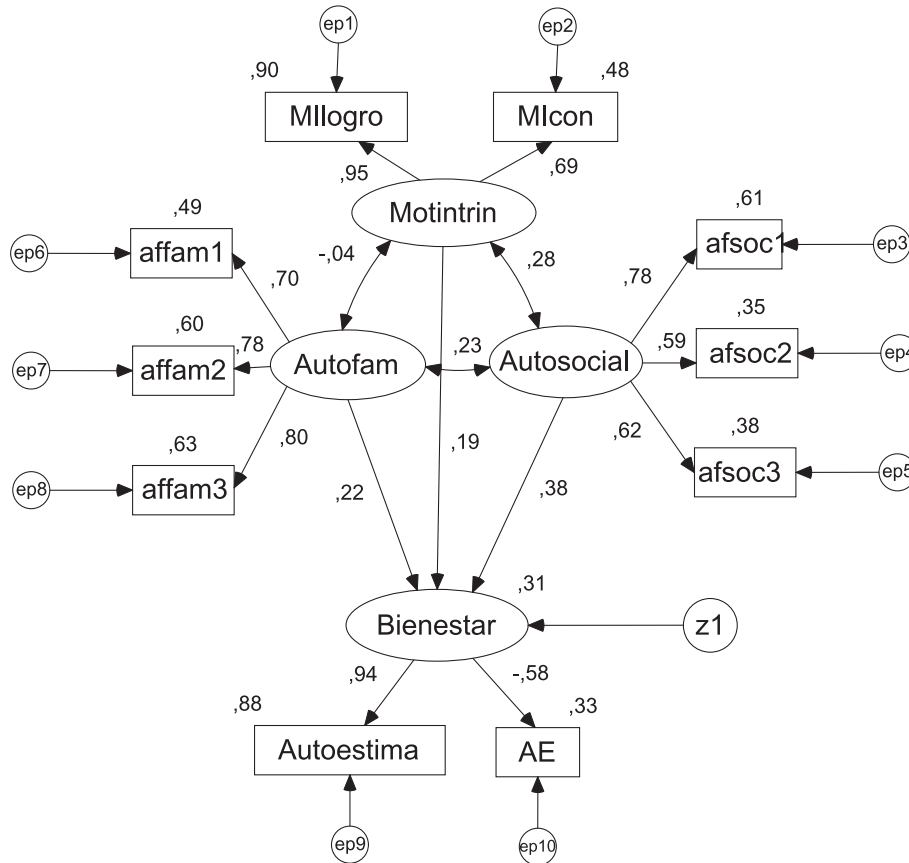 ep1
ep2
,90
,48
MIlogro
MIcon
,95
,69
Motintrin
,49
,61
ep6
affam1
afsoc1
ep3
-,04
,28
,70
,78
,60
,35
ep7
affam2
,78
Autofam
,23
Autosocial
,59
afsoc2
ep4
,63
,80
,19
,62
,38
ep8
affam3
afsoc3
ep5
,22
,38
,31
Bienestar
z1
,94
-,58
,88
,33
Autoestima
AE
ep9
ep10